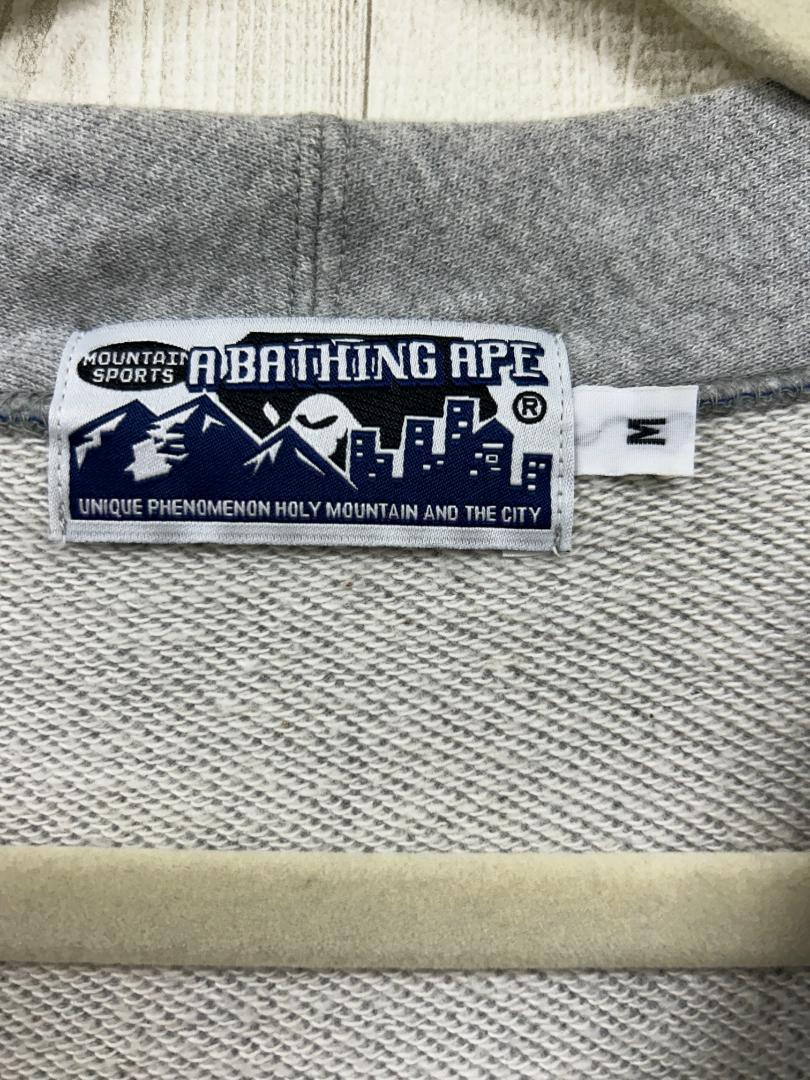 MOUNTAIN
SPORTS
A BATHING APE
®
UNIQUE PHENOMENON HOLY MOUNTAIN AND THE CITY
M